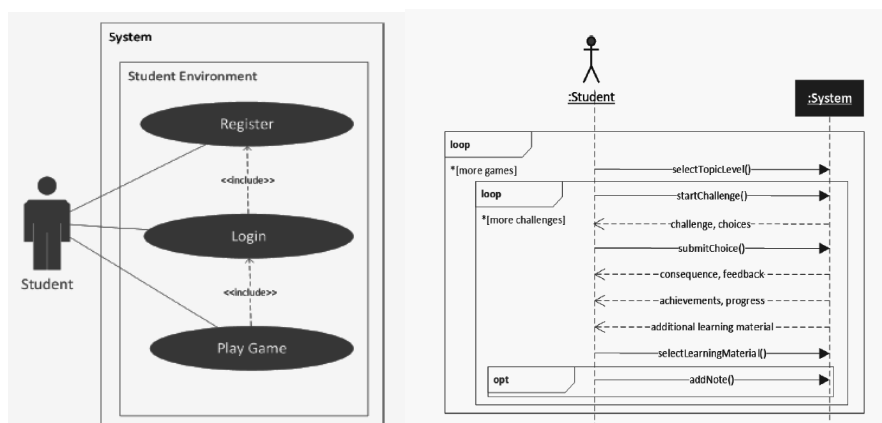 System
Student Environment
Register
<<include>>
Login
<<include>>
Play Game
Student
:Student
:System
loop
*[more games]
selectTopicLevel()
loop
startChallenge()
*[more challenges]
challenge, choices
submitChoice()
consequence, feedback
achievements, progress
additional learning material
selectLearningMaterial()
opt
addNote()